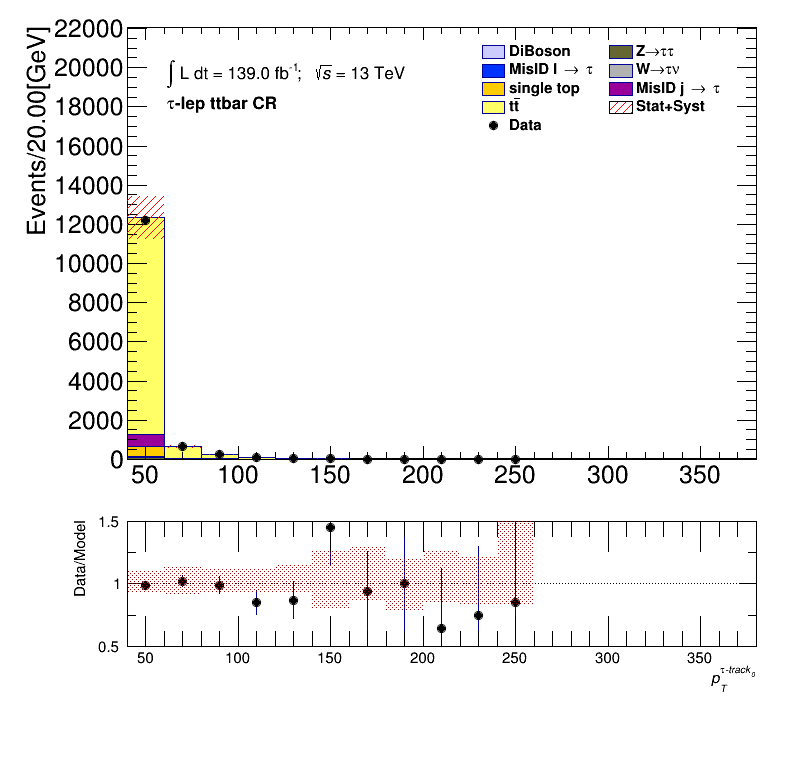 Events/20.00[GeV]
22000
20000
18000
16000
14000
12000
10000
8000
6000
4000
2000
0
∫ L dt = 139.0 fb⁻¹; √s = 13 TeV
τ-lep ttbar CR
DiBoson
MisID l → τ
single top
tt̄
Data
Z→ττ
W→τν
MisID j → τ
Stat+Syst
50 100 150 200 250 300 350
Data/Model
1.5
1
0.5
50 100 150 200 250 300 350
p_T^{τ-track_0}